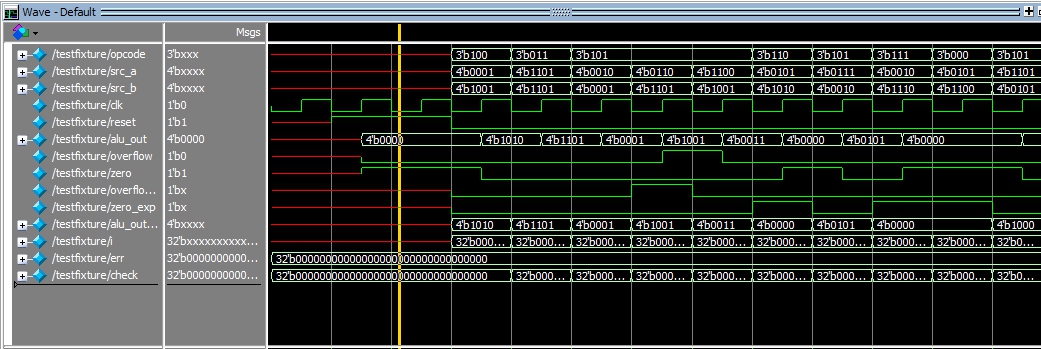 Wave - Default
Msgs
/testfixture/opcode 3'bxxx 3'b100 3'b011 3'b101 3'b110 3'b101 3'b111 3'b000 3'b101
/testfixture/src_a 4'bxxxx 4'b0001 4'b1101 4'b0010 4'b0110 4'b1100 4'b0101 4'b0111 4'b0010 4'b0101 4'b1101
/testfixture/src_b 4'bxxxx 4'b1001 4'b1101 4'b1101 4'b1101 4'b1001 4'b1010 4'b0010 4'b1110 4'b1100 4'b0101
/testfixture/clk 1'b0
/testfixture/reset 1'b1
/testfixture/alu_out 4'b0000 4'b0000 4'b1010 4'b1101 4'b0001 4'b1001 4'b0011 4'b0000 4'b0101 4'b0000
/testfixture/overflow 1'b0
/testfixture/zero 1'b1
/testfixture/overflo... 1'bx
/testfixture/zero_exp 1'bx
/testfixture/alu_out... 4'bxxxx 4'b1010 4'b1101 4'b0001 4'b1001 4'b0011 4'b0000 4'b0101 4'b0000 4'b1000
/testfixture/i 32'bxxxxxxxxxx... 32'b000... 32'b000... 32'b000... 32'b000... 32'b000... 32'b000... 32'b000... 32'b000... 32'b000... 32'b0...
/testfixture/err 32'b0000000000... 32'b00000000000000000000000000000000
/testfixture/check 32'b0000000000... 32'b00000000000000000000000000000000 32'b000... 32'b000... 32'b000... 32'b000... 32'b000... 32'b000... 32'b000... 32'b000... 32'b0...